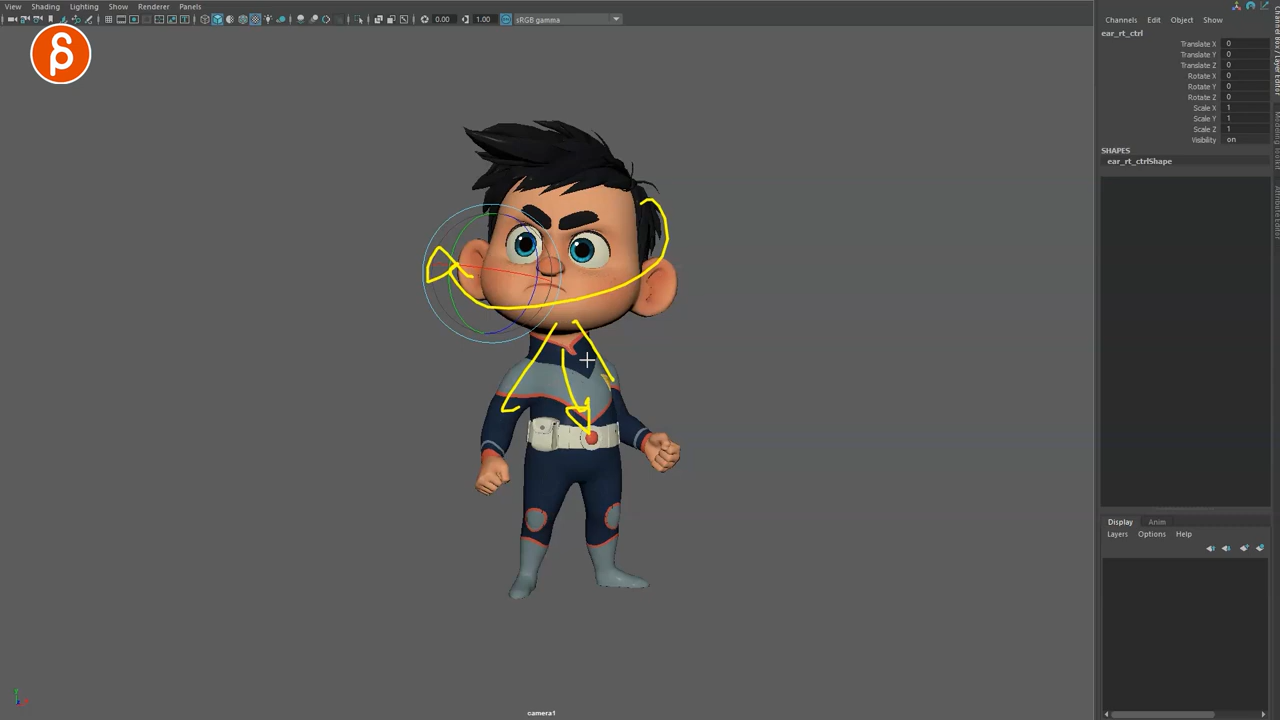 View Shading Lighting Show Renderer Panels
0.00 1.00 sRGB gamma
Channels Edit Object Show
ear_rt_ctrl
Translate X 0
Translate Y 0
Translate Z 0
Rotate X 0
Rotate Y 0
Rotate Z 0
Scale X 1
Scale Y 1
Scale Z 1
Visibility on
SHAPES
ear_rt_ctrlShape
Display Anim
Layers Options Help
camera1